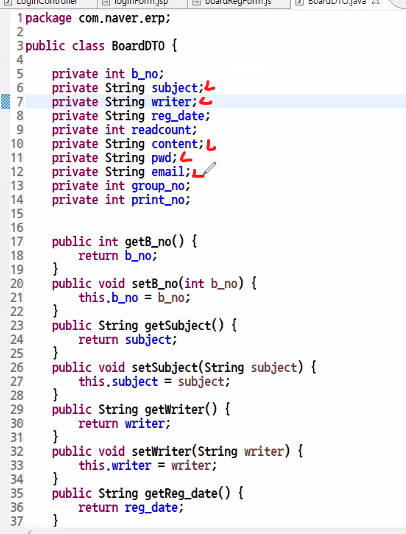 LoginController
loginForm.jsp
boardRegForm.js
BoardDTO.java
1 package com.naver.erp;
2
3 public class BoardDTO {
4
5 private int b_no;
6 private String subject;
7 private String writer;
8 private String reg_date;
9 private int readcount;
10 private String content;
11 private String pwd;
12 private String email;
13 private int group_no;
14 private int print_no;
15
16
17 public int getB_no() {
18 return b_no;
19 }
20 public void setB_no(int b_no) {
21 this.b_no = b_no;
22 }
23 public String getSubject() {
24 return subject;
25 }
26 public void setSubject(String subject) {
27 this.subject = subject;
28 }
29 public String getWriter() {
30 return writer;
31 }
32 public void setWriter(String writer) {
33 this.writer = writer;
34 }
35 public String getReg_date() {
36 return reg_date;
37 }